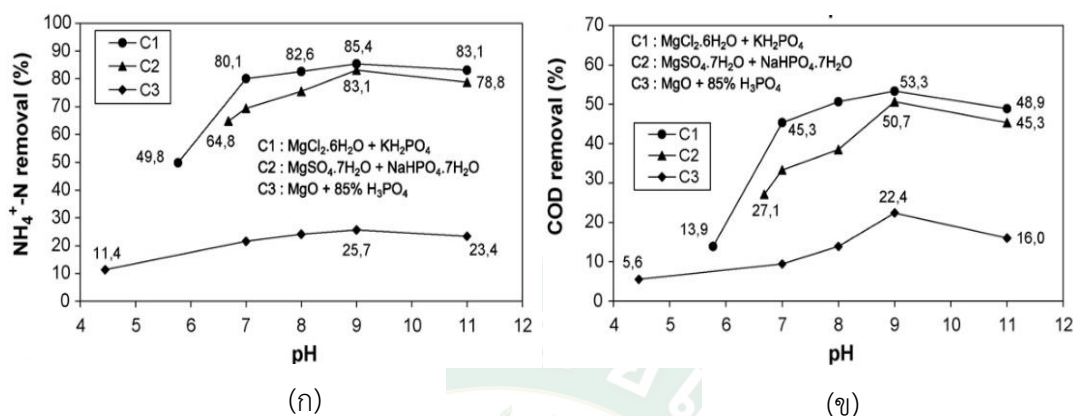 NH₄⁺-N removal (%)
100
90
80
70
60
50
40
30
20
10
0
C1
C2
C3
80,1
82,6
85,4
83,1
83,1
78,8
64,8
49,8
C1 : MgCl₂.6H₂O + KH₂PO₄
C2 : MgSO₄.7H₂O + NaHPO₄.7H₂O
C3 : MgO + 85% H₃PO₄
11,4
25,7
23,4
4 5 6 7 8 9 10 11 12
pH
(ก)
COD removal (%)
70
60
50
40
30
20
10
0
C1 : MgCl₂.6H₂O + KH₂PO₄
C2 : MgSO₄.7H₂O + NaHPO₄.7H₂O
C3 : MgO + 85% H₃PO₄
C1
C2
C3
53,3
48,9
45,3
50,7
45,3
27,1
13,9
22,4
16,0
5,6
4 5 6 7 8 9 10 11 12
pH
(ข)